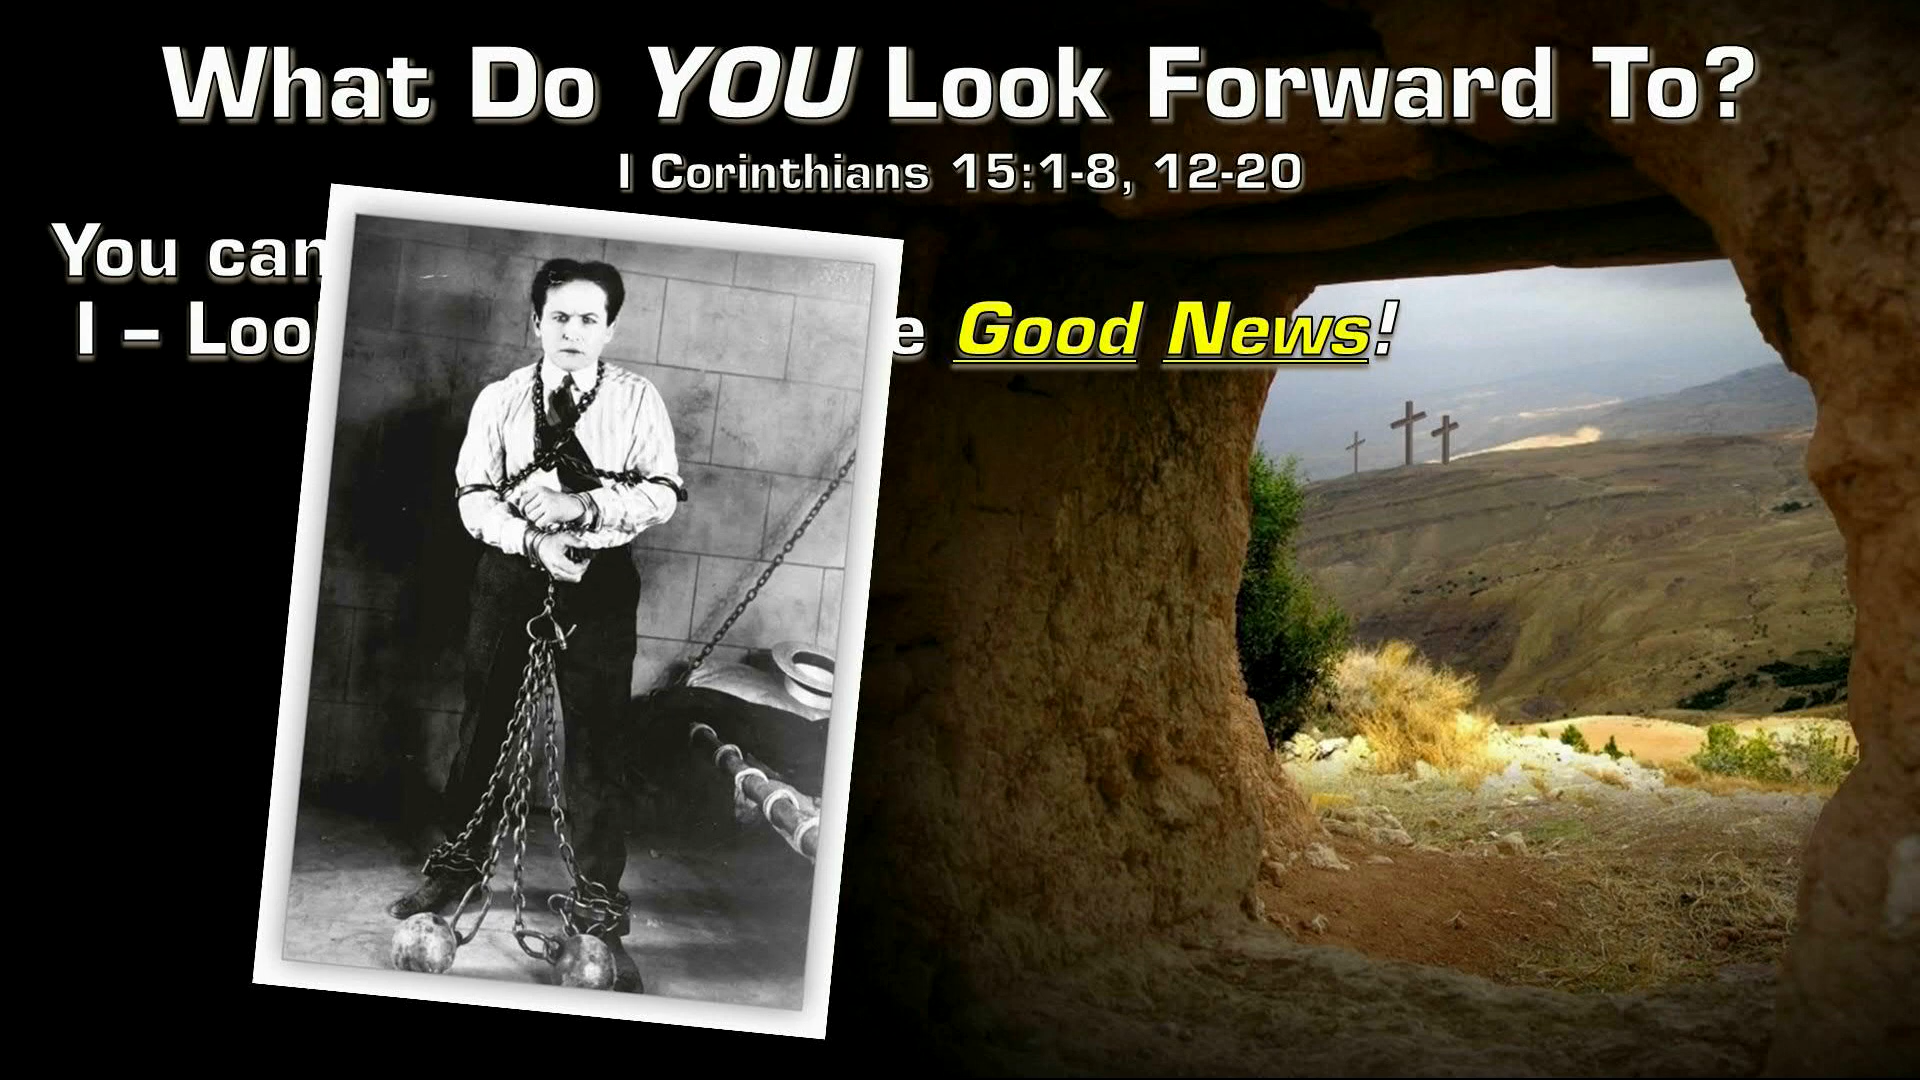 What Do YOU Look Forward To?
I Corinthians 15:1-8, 12-20
You can
I – Loo e Good News!